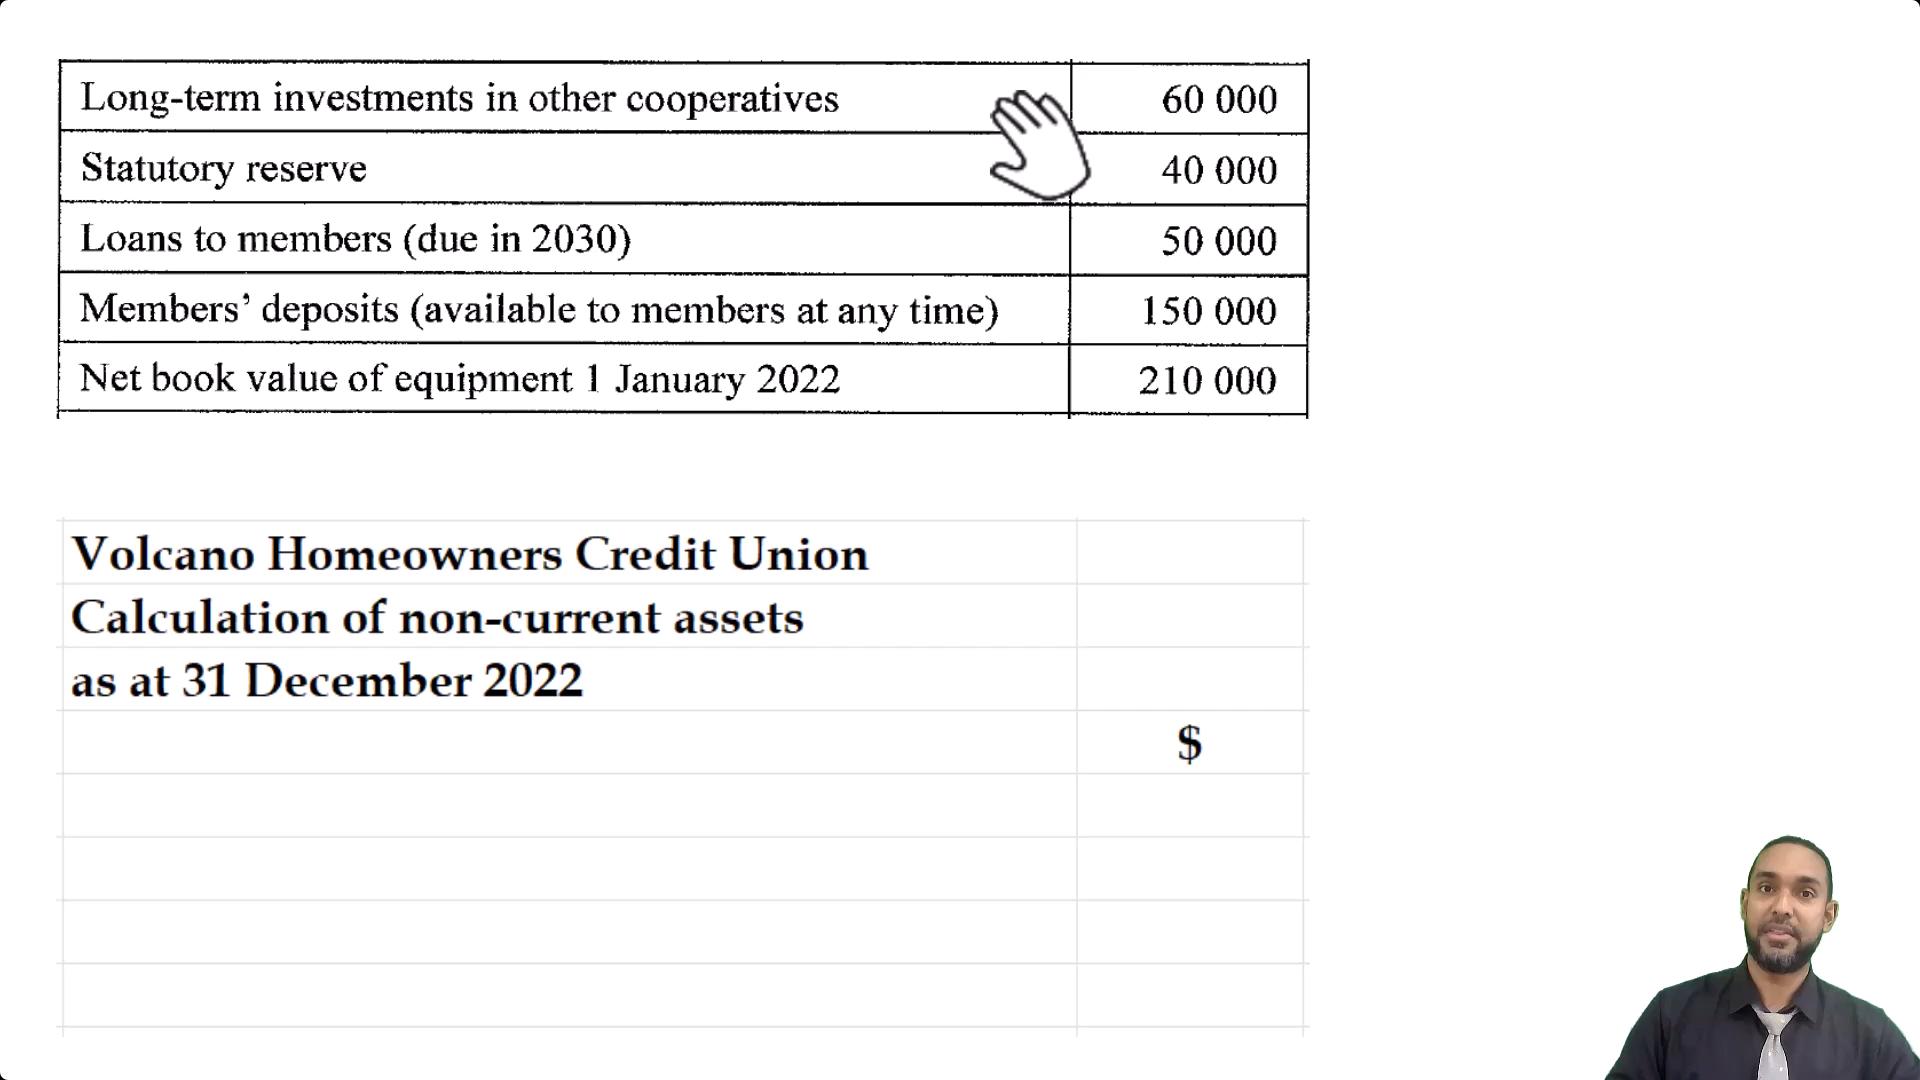 Long-term investments in other cooperatives 60 000
Statutory reserve 40 000
Loans to members (due in 2030) 50 000
Members’ deposits (available to members at any time) 150 000
Net book value of equipment 1 January 2022 210 000
Volcano Homeowners Credit Union
Calculation of non-current assets
as at 31 December 2022
$